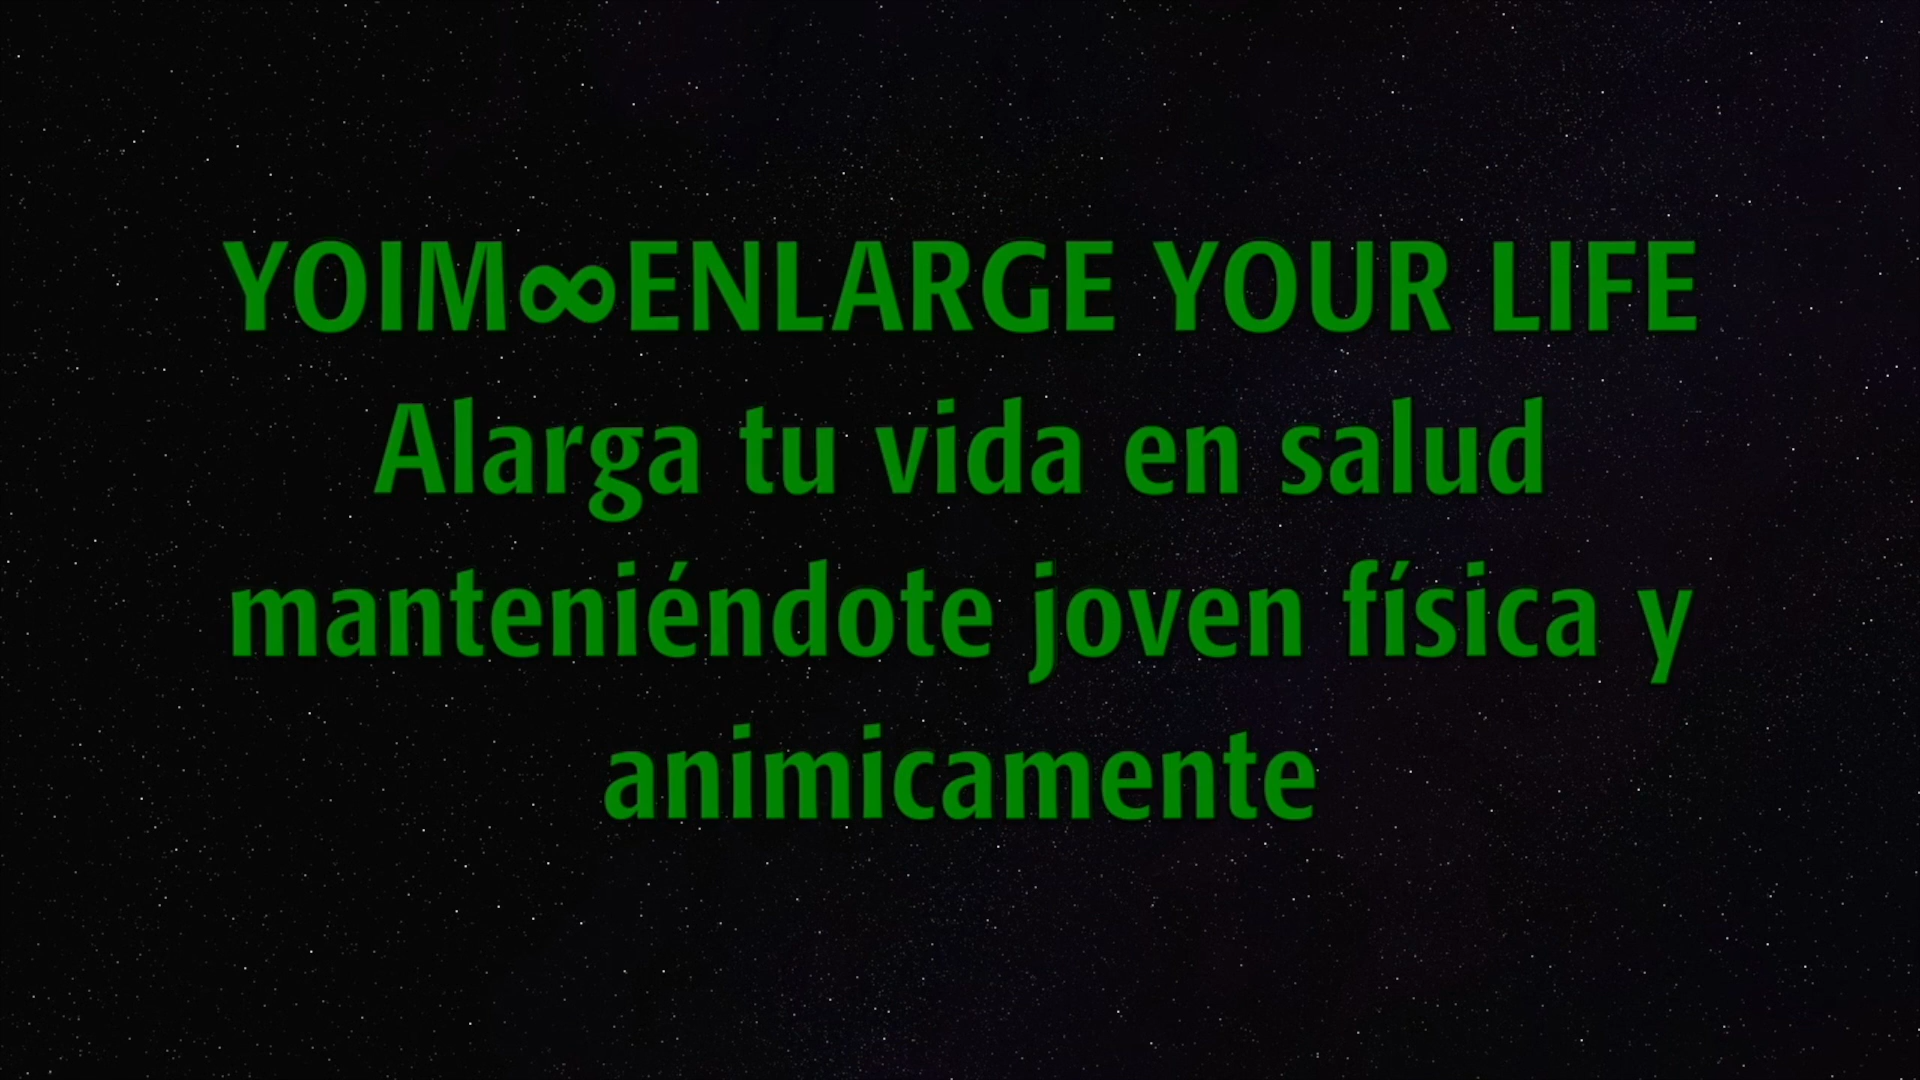 YOIM∞ENLARGE YOUR LIFE
Alarga tu vida en salud
manteniéndote joven física y
animicamente